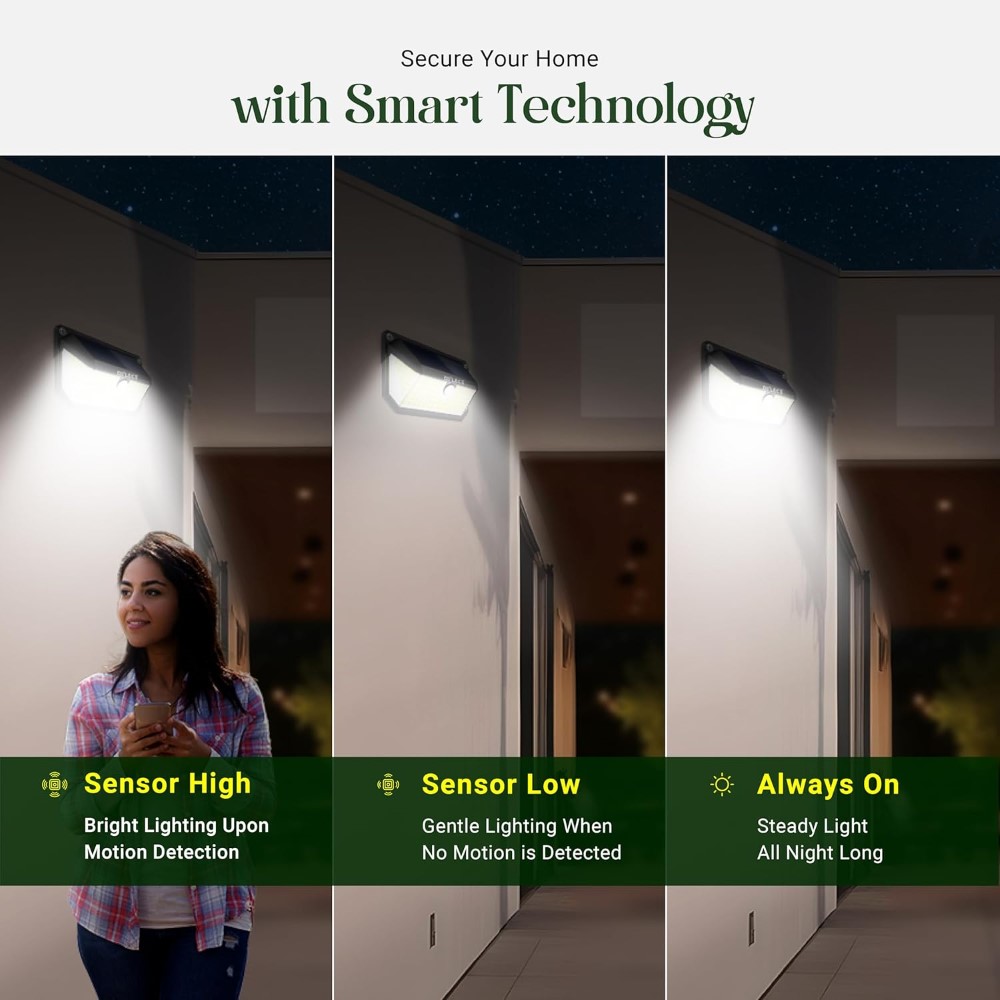 Secure Your Home
with Smart Technology
Sensor High
Bright Lighting Upon
Motion Detection
Sensor Low
Gentle Lighting When
No Motion is Detected
Always On
Steady Light
All Night Long